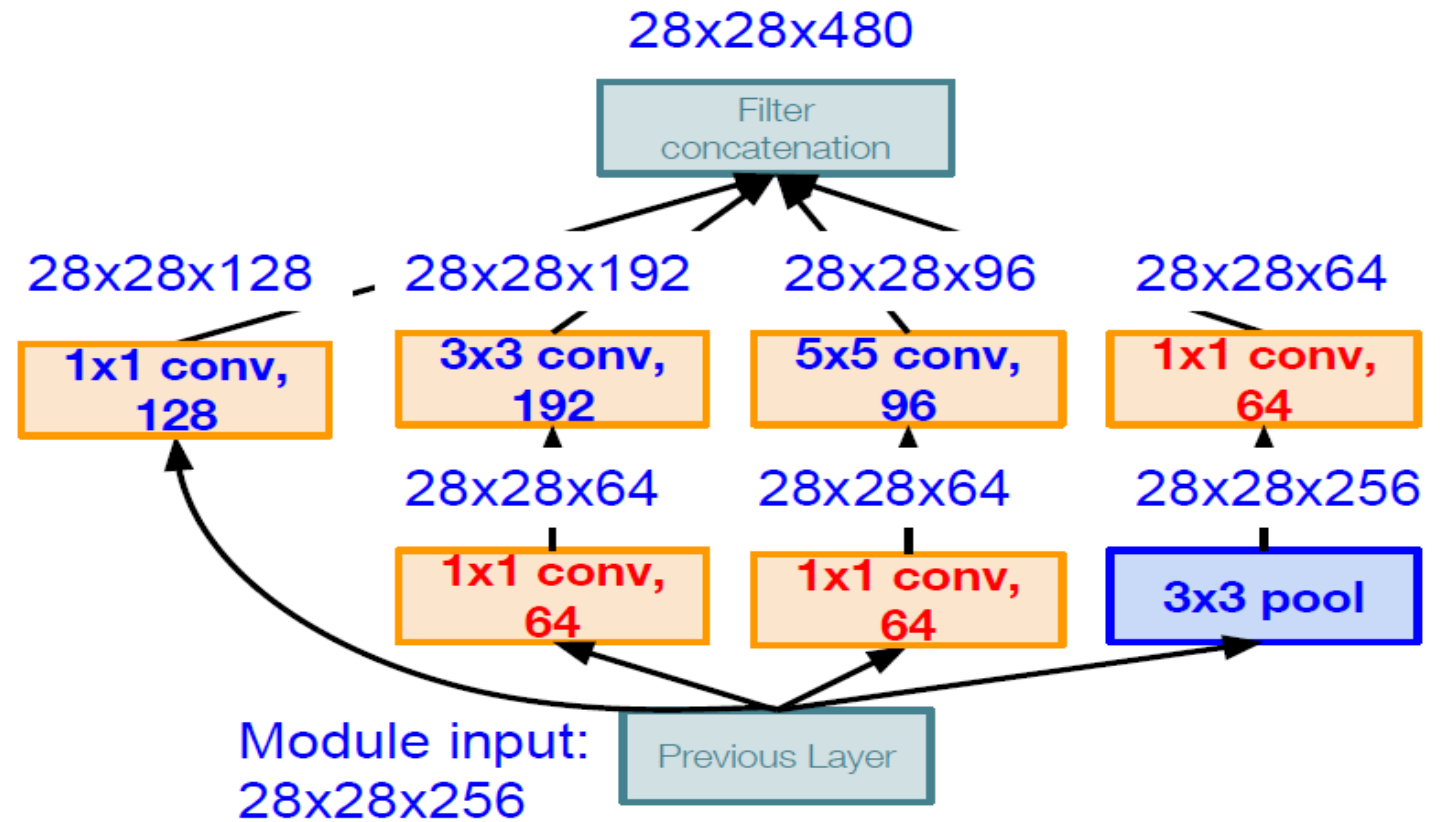 28x28x480
Filter
concatenation
28x28x128
28x28x192
28x28x96
28x28x64
1x1 conv,
128
3x3 conv,
192
5x5 conv,
96
1x1 conv,
64
28x28x64
28x28x64
28x28x256
1x1 conv,
64
1x1 conv,
64
3x3 pool
Module input:
28x28x256
Previous Layer